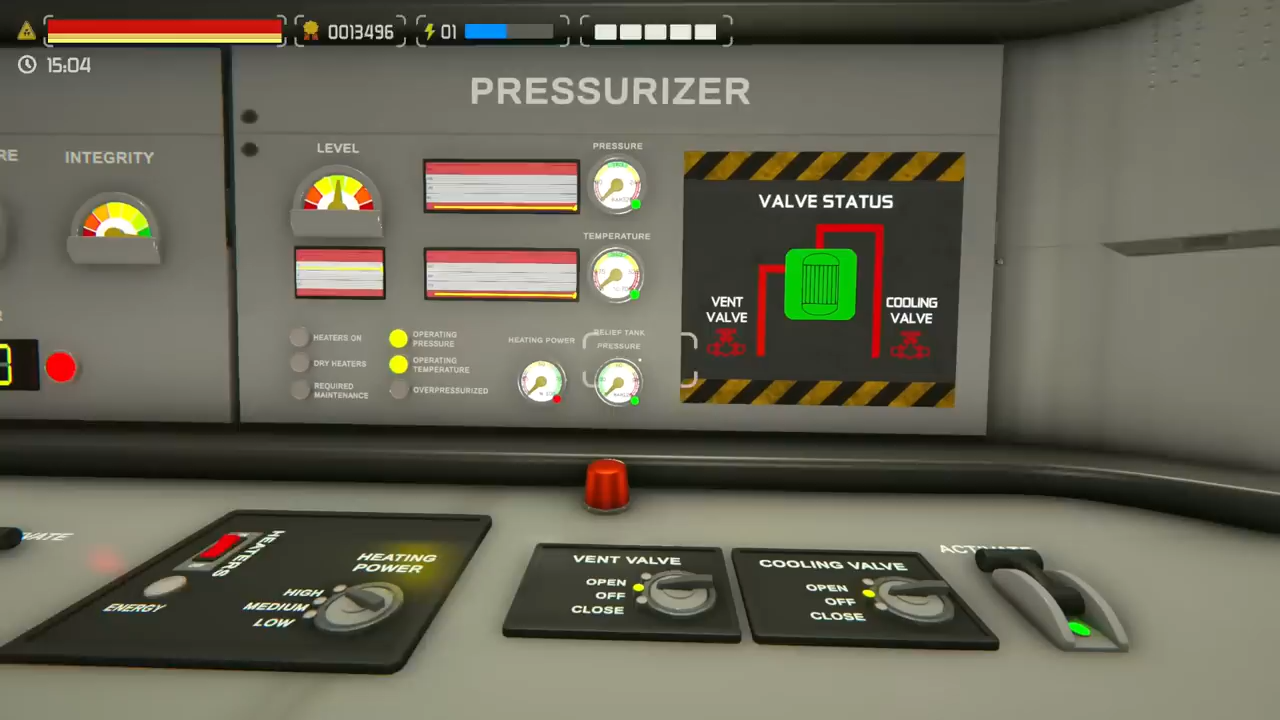 0013496
01
15:04
PRESSURIZER
RE
INTEGRITY
LEVEL
PRESSURE
TEMPERATURE
VALVE STATUS
VENT
VALVE
COOLING
VALVE
HEATERS ON
DRY HEATERS
REQUIRED
MAINTENANCE
OPERATING
PRESSURE
OPERATING
TEMPERATURE
OVERPRESSURIZED
HEATING POWER
RELIEF TANK
PRESSURE
HEATERS
ENERGY
HEATING
POWER
HIGH
MEDIUM
LOW
VENT VALVE
OPEN
OFF
CLOSE
COOLING VALVE
OPEN
OFF
CLOSE
ACTIVATE